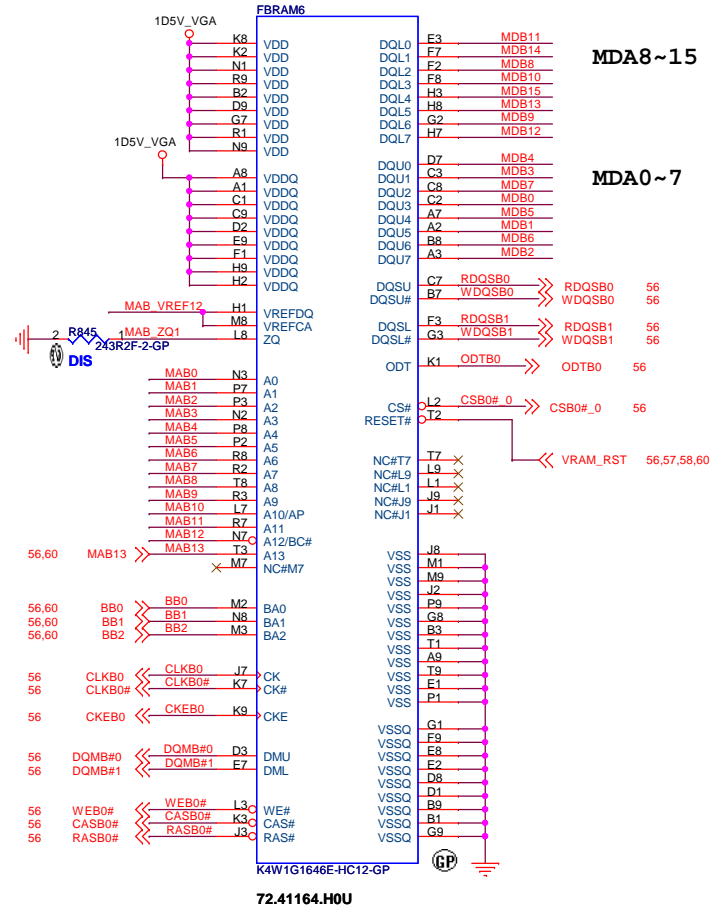 FBRAM6
1D5V_VGA
K8 VDD DQL0 E3 MDB11
K2 VDD DQL1 F7 MDB14
N1 VDD DQL2 F2 MDB8
R9 VDD DQL3 F8 MDB10
B2 VDD DQL4 H3 MDB15
D9 VDD DQL5 H8 MDB13
G7 VDD DQL6 G2 MDB9
R1 VDD DQL7 H7 MDB12
N9 VDD
MDA8~15
1D5V_VGA
A8 VDDQ DQU0 D7 MDB4
A1 VDDQ DQU1 C3 MDB3
C1 VDDQ DQU2 C8 MDB7
C9 VDDQ DQU3 C2 MDB0
D2 VDDQ DQU4 A7 MDB5
E9 VDDQ DQU5 A2 MDB1
F1 VDDQ DQU6 B8 MDB6
H9 VDDQ DQU7 A3 MDB2
H2 VDDQ
MDA0~7
DQSU C7 RDQSB0 RDQSB0 56
DQSU# B7 WDQSB0 WDQSB0 56
MAB_VREF12 H1 VREFDQ
M8 VREFCA
DQSL F3 RDQSB1 RDQSB1 56
DQSL# G3 WDQSB1 WDQSB1 56
2 R845 1 MAB_ZQ1 L8 ZQ
243R2F-2-GP
DIS
ODT K1 ODTB0 ODTB0 56
MAB0 N3 A0
MAB1 P7 A1
MAB2 P3 A2
MAB3 N2 A3
MAB4 P8 A4
MAB5 P2 A5
MAB6 R8 A6
MAB7 R2 A7
MAB8 T8 A8
MAB9 R3 A9
MAB10 L7 A10/AP
MAB11 R7 A11
MAB12 N7 A12/BC#
56,60 MAB13 MAB13 T3 A13
M7 NC#M7
CS# L2 CSB0#_0 CSB0#_0 56
RESET# T2 VRAM_RST 56,57,58,60
NC#T7 T7
NC#L9 L9
NC#L1 L1
NC#J9 J9
NC#J1 J1
56,60 BB0 BB0 M2 BA0
56,60 BB1 BB1 N8 BA1
56,60 BB2 BB2 M3 BA2
56 CLKB0 CLKB0 J7 CK
56 CLKB0# CLKB0# K7 CK#
56 CKEB0 CKEB0 K9 CKE
56 DQMB#0 DQMB#0 D3 DMU
56 DQMB#1 DQMB#1 E7 DML
56 WEB0# WEB0# L3 WE#
56 CASB0# CASB0# K3 CAS#
56 RASB0# RASB0# J3 RAS#
VSS J8
VSS M1
VSS M9
VSS J2
VSS P9
VSS G8
VSS B3
VSS T1
VSS A9
VSS T9
VSS E1
VSS P1
VSSQ G1
VSSQ F9
VSSQ E8
VSSQ E2
VSSQ D8
VSSQ D1
VSSQ B9
VSSQ B1
VSSQ G9
GP
K4W1G1646E-HC12-GP
72.41164.H0U